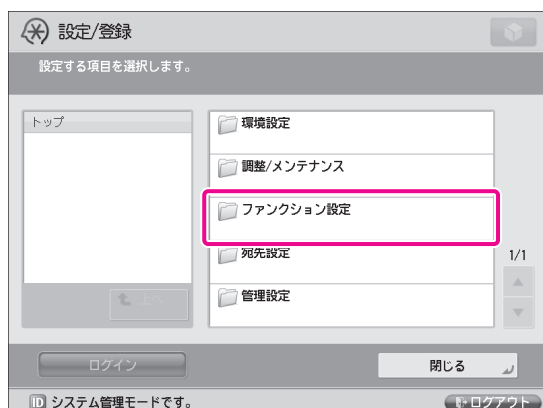 設定/登録
設定する項目を選択します。
トップ
環境設定
調整/メンテナンス
ファンクション設定
宛先設定
1/1
管理設定
上へ
ログイン
閉じる
ID システム管理モードです。
ログアウト